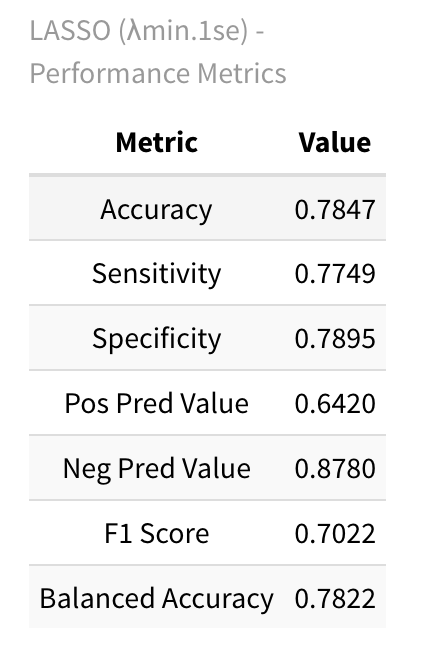 LASSO (λmin.1se) -
Performance Metrics
Metric Value
Accuracy 0.7847
Sensitivity 0.7749
Specificity 0.7895
Pos Pred Value 0.6420
Neg Pred Value 0.8780
F1 Score 0.7022
Balanced Accuracy 0.7822